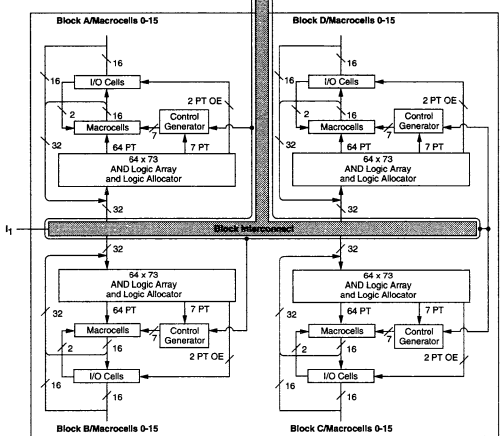 Block A/Macrocells 0-15
Block D/Macrocells 0-15
16
16
16
I/O Cells
16
I/O Cells
2 PT OE
2 PT OE
2
16
Control
Generator
2
16
Control
Generator
Macrocells
7
Macrocells
7
32
64 PT
7 PT
32
64 PT
7 PT
64 x 73
AND Logic Array
and Logic Allocator
64 x 73
AND Logic Array
and Logic Allocator
32
32
I1
Block Interconnect
32
32
64 x 73
AND Logic Array
and Logic Allocator
64 x 73
AND Logic Array
and Logic Allocator
32
64 PT
7 PT
32
64 PT
7 PT
Macrocells
7
Control
Generator
Macrocells
7
Control
Generator
2
16
2 PT OE
2
16
2 PT OE
I/O Cells
I/O Cells
16
16
16
16
Block B/Macrocells 0-15
Block C/Macrocells 0-15